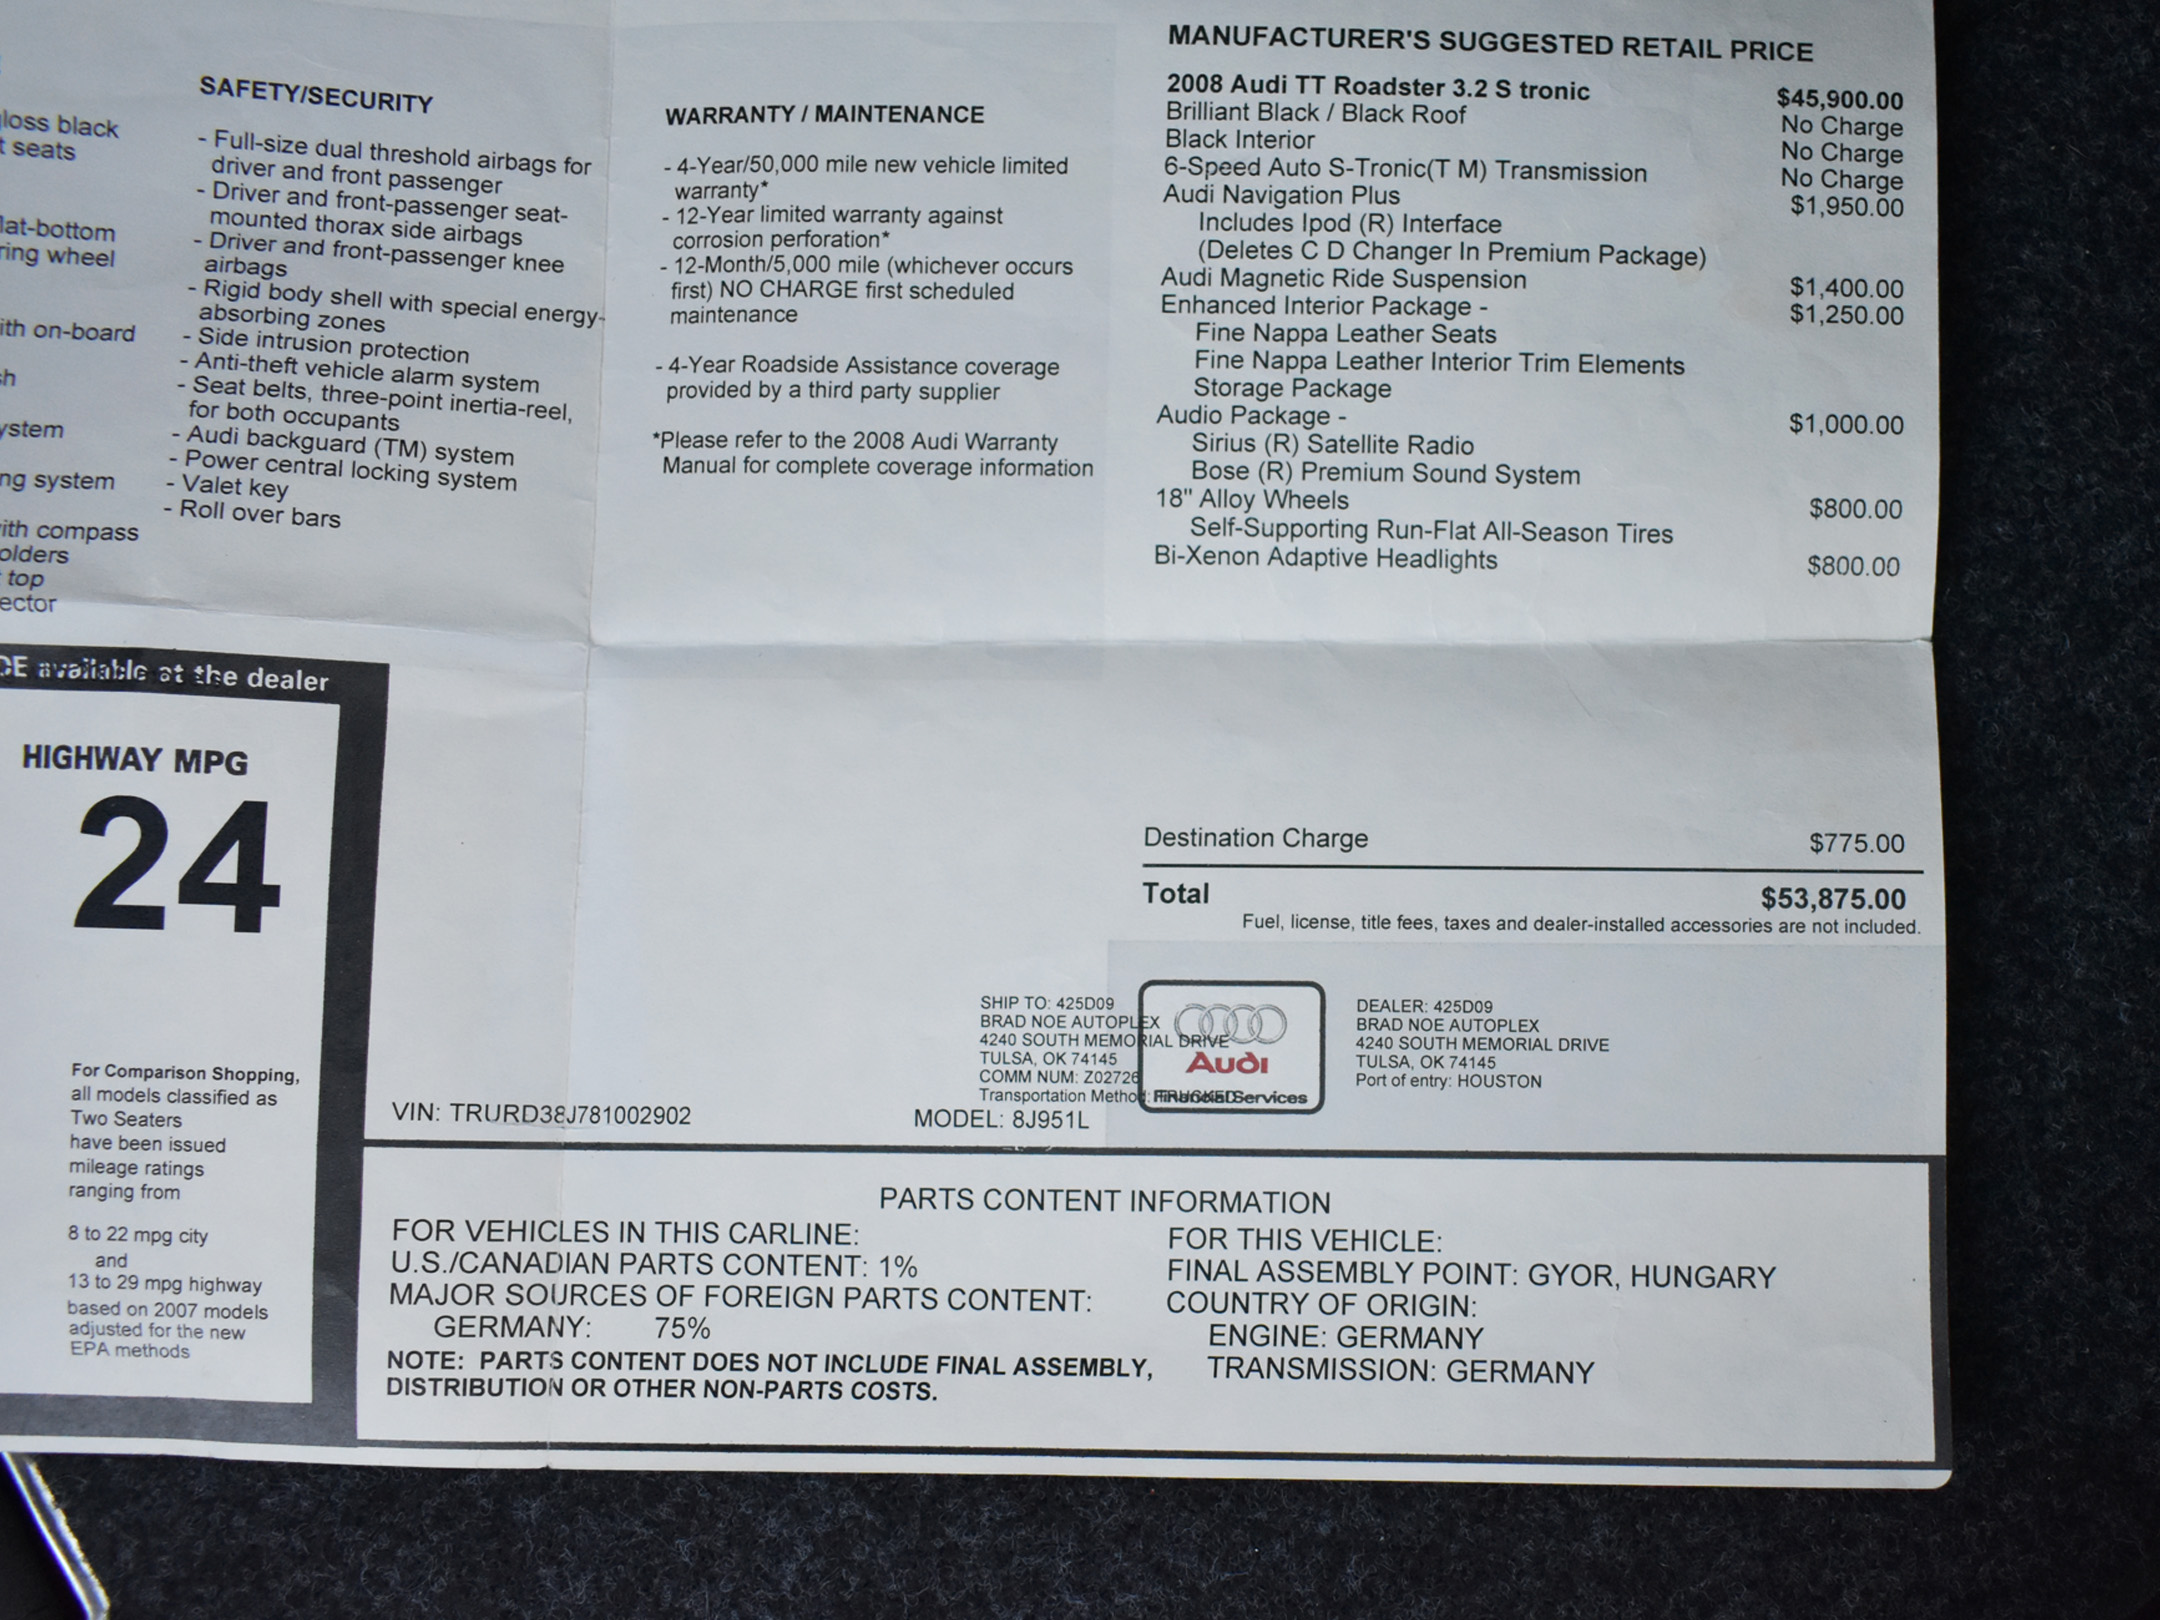 loss black
t seats
lat-bottom
ring wheel
ith on-board
sh
ystem
ng system
ith compass
olders
top
ector
SAFETY/SECURITY
- Full-size dual threshold airbags for
driver and front passenger
- Driver and front-passenger seat-
mounted thorax side airbags
- Driver and front-passenger knee
airbags
- Rigid body shell with special energy-
absorbing zones
- Side intrusion protection
- Anti-theft vehicle alarm system
- Seat belts, three-point inertia-reel,
for both occupants
- Audi backguard (TM) system
- Power central locking system
- Valet key
- Roll over bars
WARRANTY / MAINTENANCE
- 4-Year/50,000 mile new vehicle limited
warranty*
- 12-Year limited warranty against
corrosion perforation*
- 12-Month/5,000 mile (whichever occurs
first) NO CHARGE first scheduled
maintenance
- 4-Year Roadside Assistance coverage
provided by a third party supplier
*Please refer to the 2008 Audi Warranty
Manual for complete coverage information
MANUFACTURER'S SUGGESTED RETAIL PRICE
2008 Audi TT Roadster 3.2 S tronic $45,900.00
Brilliant Black / Black Roof No Charge
Black Interior No Charge
6-Speed Auto S-Tronic(T M) Transmission No Charge
Audi Navigation Plus $1,950.00
Includes Ipod (R) Interface
(Deletes C D Changer In Premium Package)
Audi Magnetic Ride Suspension $1,400.00
Enhanced Interior Package - $1,250.00
Fine Nappa Leather Seats
Fine Nappa Leather Interior Trim Elements
Storage Package
Audio Package - $1,000.00
Sirius (R) Satellite Radio
Bose (R) Premium Sound System
18" Alloy Wheels $800.00
Self-Supporting Run-Flat All-Season Tires
Bi-Xenon Adaptive Headlights $800.00
Destination Charge $775.00
Total $53,875.00
Fuel, license, title fees, taxes and dealer-installed accessories are not included.
DE available at the dealer
HIGHWAY MPG
24
For Comparison Shopping,
all models classified as
Two Seaters
have been issued
mileage ratings
ranging from
8 to 22 mpg city
and
13 to 29 mpg highway
based on 2007 models
adjusted for the new
EPA methods
VIN: TRURD38J781002902
MODEL: 8J951L
SHIP TO: 425D09
BRAD NOE AUTOPLEX
4240 SOUTH MEMORIAL DRIVE
TULSA, OK 74145
COMM NUM: Z02726
Transportation Method: TRUCKED
Audi
Financial Services
DEALER: 425D09
BRAD NOE AUTOPLEX
4240 SOUTH MEMORIAL DRIVE
TULSA, OK 74145
Port of entry: HOUSTON
PARTS CONTENT INFORMATION
FOR VEHICLES IN THIS CARLINE:
U.S./CANADIAN PARTS CONTENT: 1%
MAJOR SOURCES OF FOREIGN PARTS CONTENT:
GERMANY: 75%
NOTE: PARTS CONTENT DOES NOT INCLUDE FINAL ASSEMBLY,
DISTRIBUTION OR OTHER NON-PARTS COSTS.
FOR THIS VEHICLE:
FINAL ASSEMBLY POINT: GYOR, HUNGARY
COUNTRY OF ORIGIN:
ENGINE: GERMANY
TRANSMISSION: GERMANY